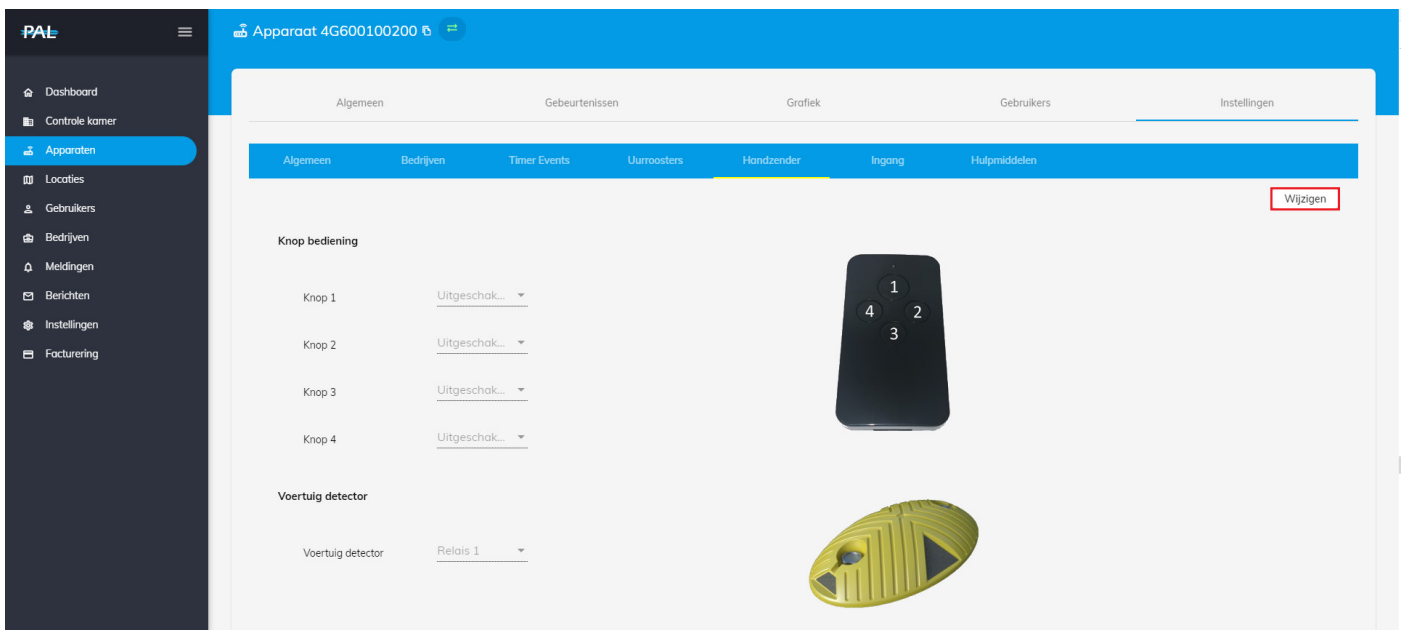 PAL
Apparaat 4G600100200
Dashboard
Controle kamer
Apparaten
Locaties
Gebruikers
Bedrijven
Meldingen
Berichten
Instellingen
Facturering
Algemeen Gebeurtenissen Grafiek Gebruikers Instellingen
Algemeen Bedrijven Timer Events Uurroosters Handzender Ingang Hulpmiddelen
Wijzigen
Knop bediening
Knop 1 Uitgeschak...
Knop 2 Uitgeschak...
Knop 3 Uitgeschak...
Knop 4 Uitgeschak...
1
4 2
3
Voertuig detector
Voertuig detector Relais 1